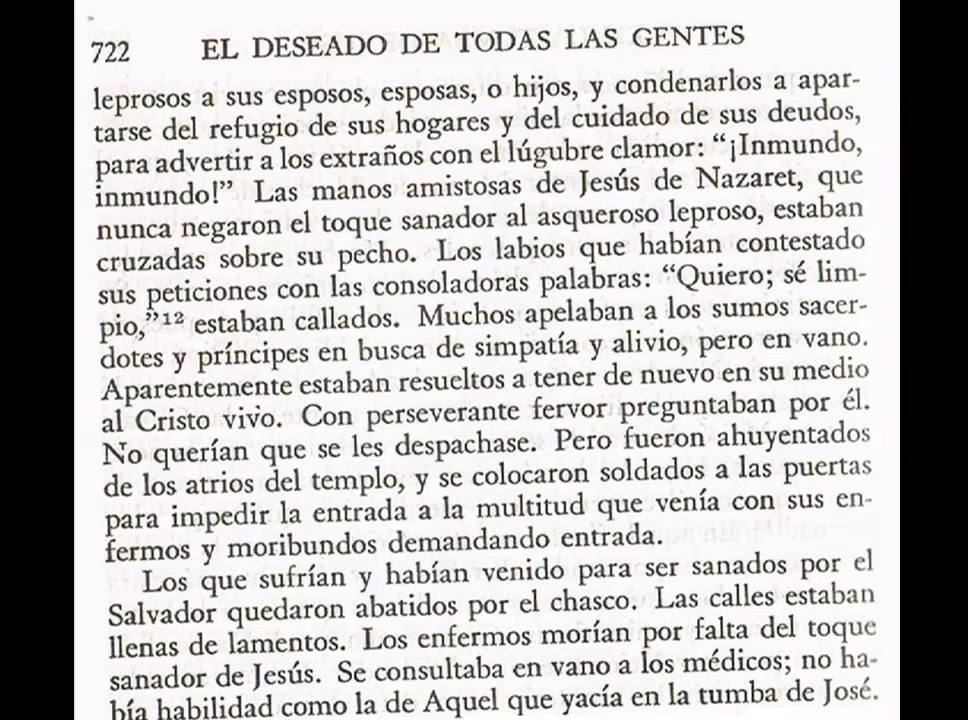 722 EL DESEADO DE TODAS LAS GENTES
leprosos a sus esposos, esposas, o hijos, y condenarlos a apar-
tarse del refugio de sus hogares y del cuidado de sus deudos,
para advertir a los extraños con el lúgubre clamor: “¡Inmundo,
inmundo!” Las manos amistosas de Jesús de Nazaret, que
nunca negaron el toque sanador al asqueroso leproso, estaban
cruzadas sobre su pecho. Los labios que habían contestado
sus peticiones con las consoladoras palabras: “Quiero; sé lim-
pio,”¹² estaban callados. Muchos apelaban a los sumos sacer-
dotes y príncipes en busca de simpatía y alivio, pero en vano.
Aparentemente estaban resueltos a tener de nuevo en su medio
al Cristo vivo. Con perseverante fervor preguntaban por él.
No querían que se les despachase. Pero fueron ahuyentados
de los atrios del templo, y se colocaron soldados a las puertas
para impedir la entrada a la multitud que venía con sus en-
fermos y moribundos demandando entrada.
Los que sufrían y habían venido para ser sanados por el
Salvador quedaron abatidos por el chasco. Las calles estaban
llenas de lamentos. Los enfermos morían por falta del toque
sanador de Jesús. Se consultaba en vano a los médicos; no ha-
bía habilidad como la de Aquel que yacía en la tumba de José.